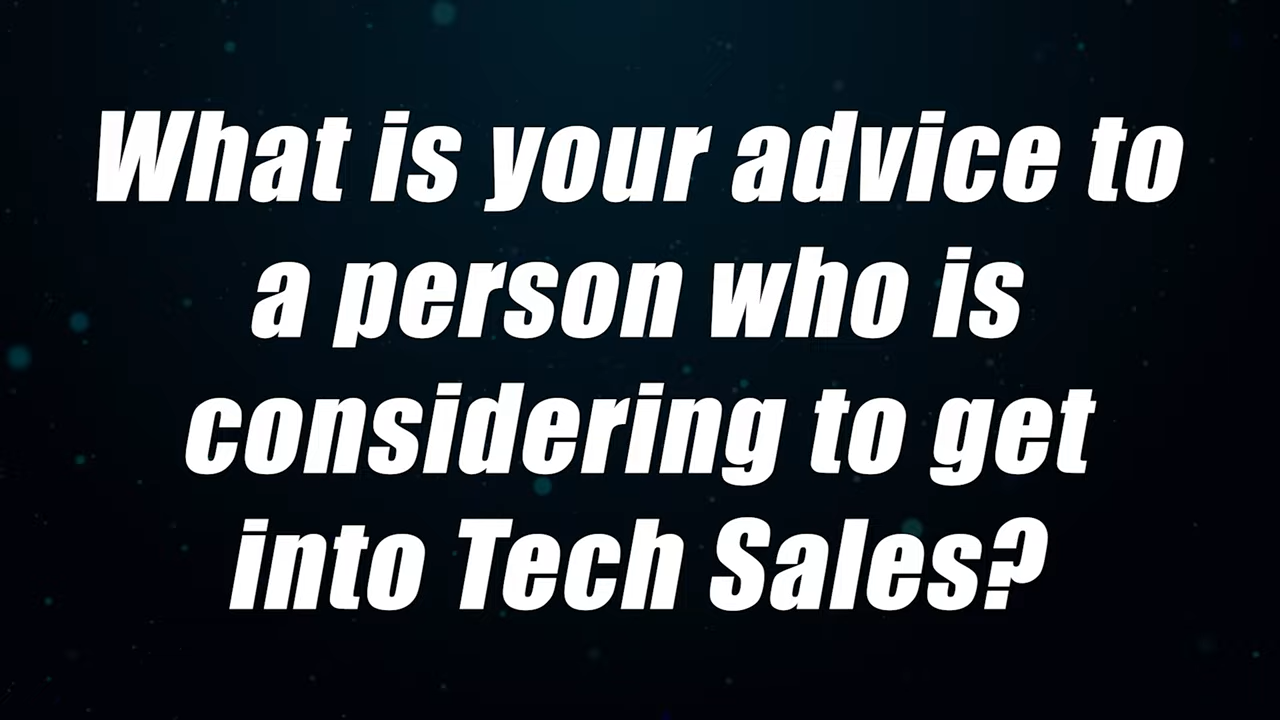 What is your advice to
a person who is
considering to get
into Tech Sales?